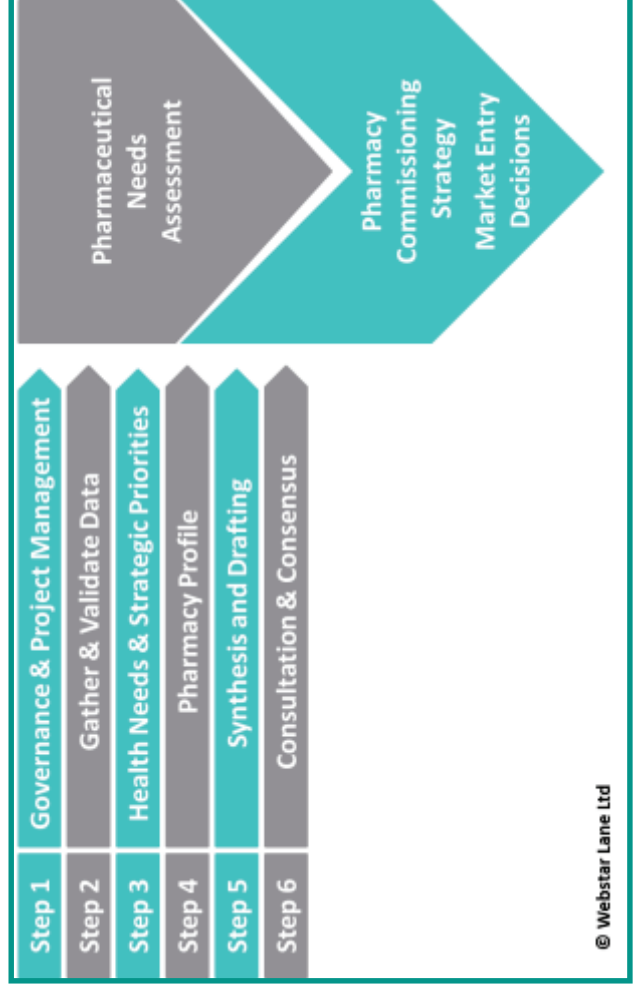 Step 1
Governance & Project Management
Step 2
Gather & Validate Data
Step 3
Health Needs & Strategic Priorities
Step 4
Pharmacy Profile
Step 5
Synthesis and Drafting
Step 6
Consultation & Consensus
Pharmaceutical
Needs
Assessment
Pharmacy
Commissioning
Strategy
Market Entry
Decisions
© Webstar Lane Ltd